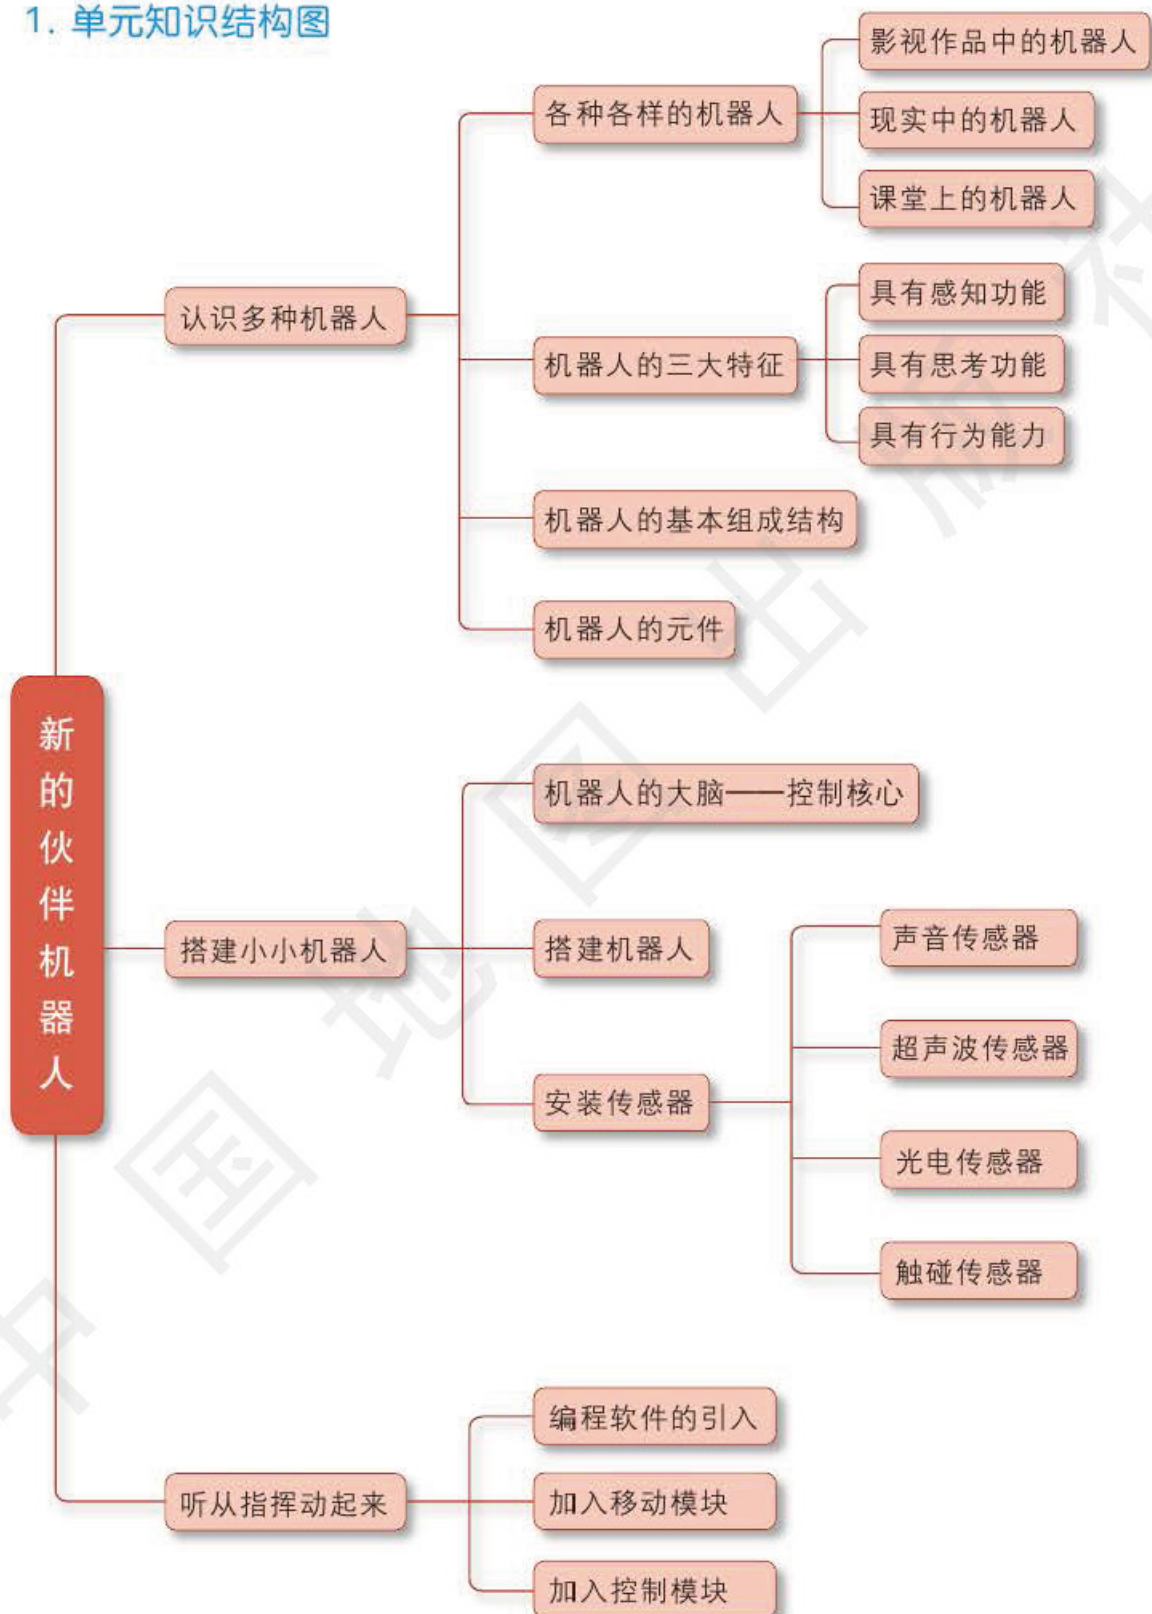 1. 单元知识结构图
新的伙伴机器人
认识多种机器人
各种各样的机器人
影视作品中的机器人
现实中的机器人
课堂上的机器人
机器人的三大特征
具有感知功能
具有思考功能
具有行为能力
机器人的基本组成结构
机器人的元件
搭建小小机器人
机器人的大脑——控制核心
搭建机器人
安装传感器
声音传感器
超声波传感器
光电传感器
触碰传感器
听从指挥动起来
编程软件的引入
加入移动模块
加入控制模块
中国地图出版社